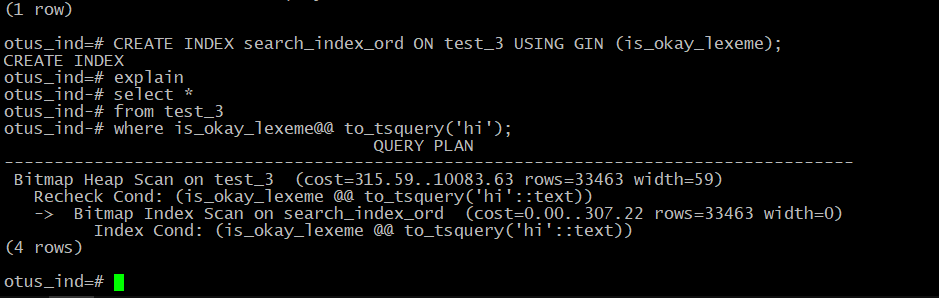 (1 row)
otus_ind=# CREATE INDEX search_index_ord ON test_3 USING GIN (is_okay_lexeme);
CREATE INDEX
otus_ind=# explain
otus_ind-# select *
otus_ind-# from test_3
otus_ind-# where is_okay_lexeme@@ to_tsquery('hi');
QUERY PLAN
--------------------------------------------------------------------------------------
Bitmap Heap Scan on test_3  (cost=315.59..10083.63 rows=33463 width=59)
Recheck Cond: (is_okay_lexeme @@ to_tsquery('hi'::text))
->  Bitmap Index Scan on search_index_ord  (cost=0.00..307.22 rows=33463 width=0)
Index Cond: (is_okay_lexeme @@ to_tsquery('hi'::text))
(4 rows)
otus_ind=#